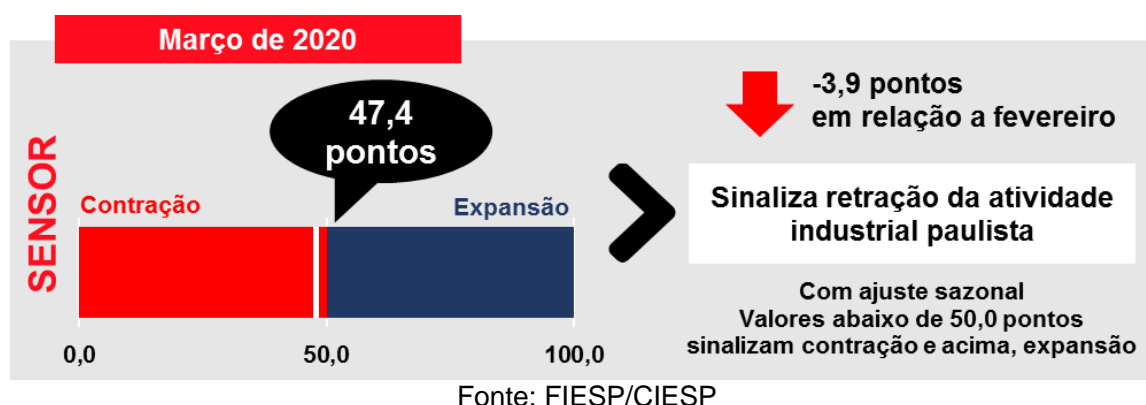 Março de 2020
SENSOR
47,4
pontos
Contração
Expansão
0,0
50,0
100,0
-3,9 pontos
em relação a fevereiro
Sinaliza retração da atividade
industrial paulista
Com ajuste sazonal
Valores abaixo de 50,0 pontos
sinalizam contração e acima, expansão
Fonte: FIESP/CIESP